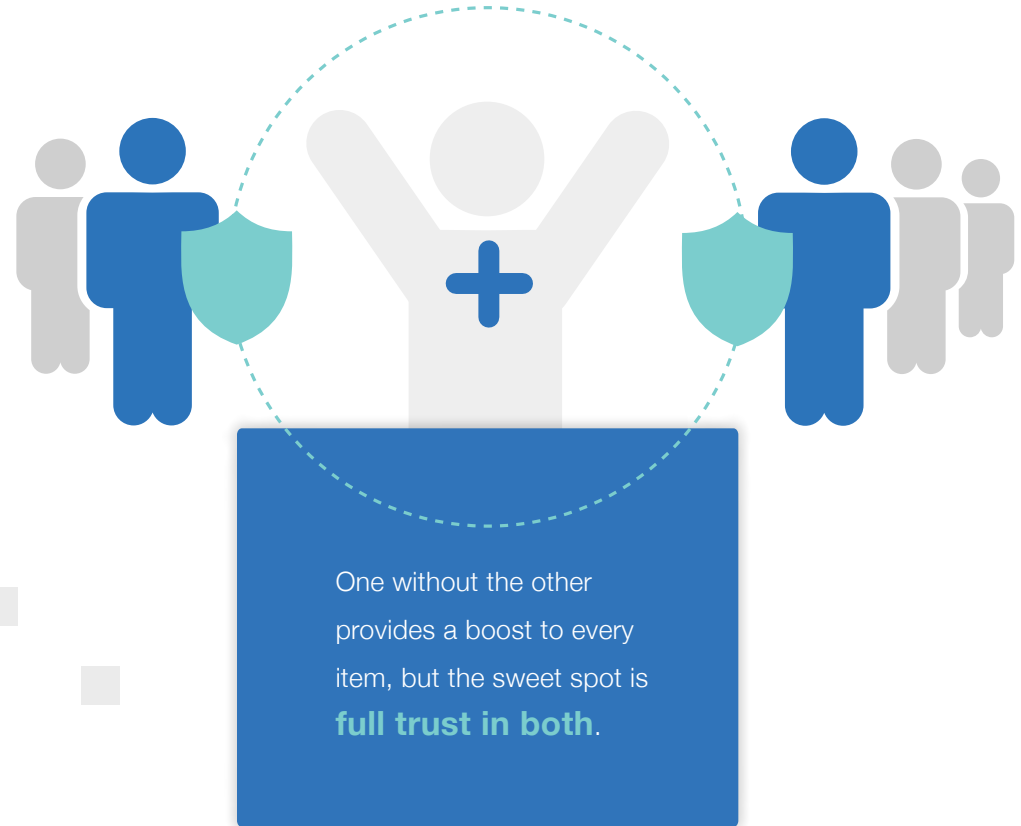 One without the other
provides a boost to every
item, but the sweet spot is
full trust in both.